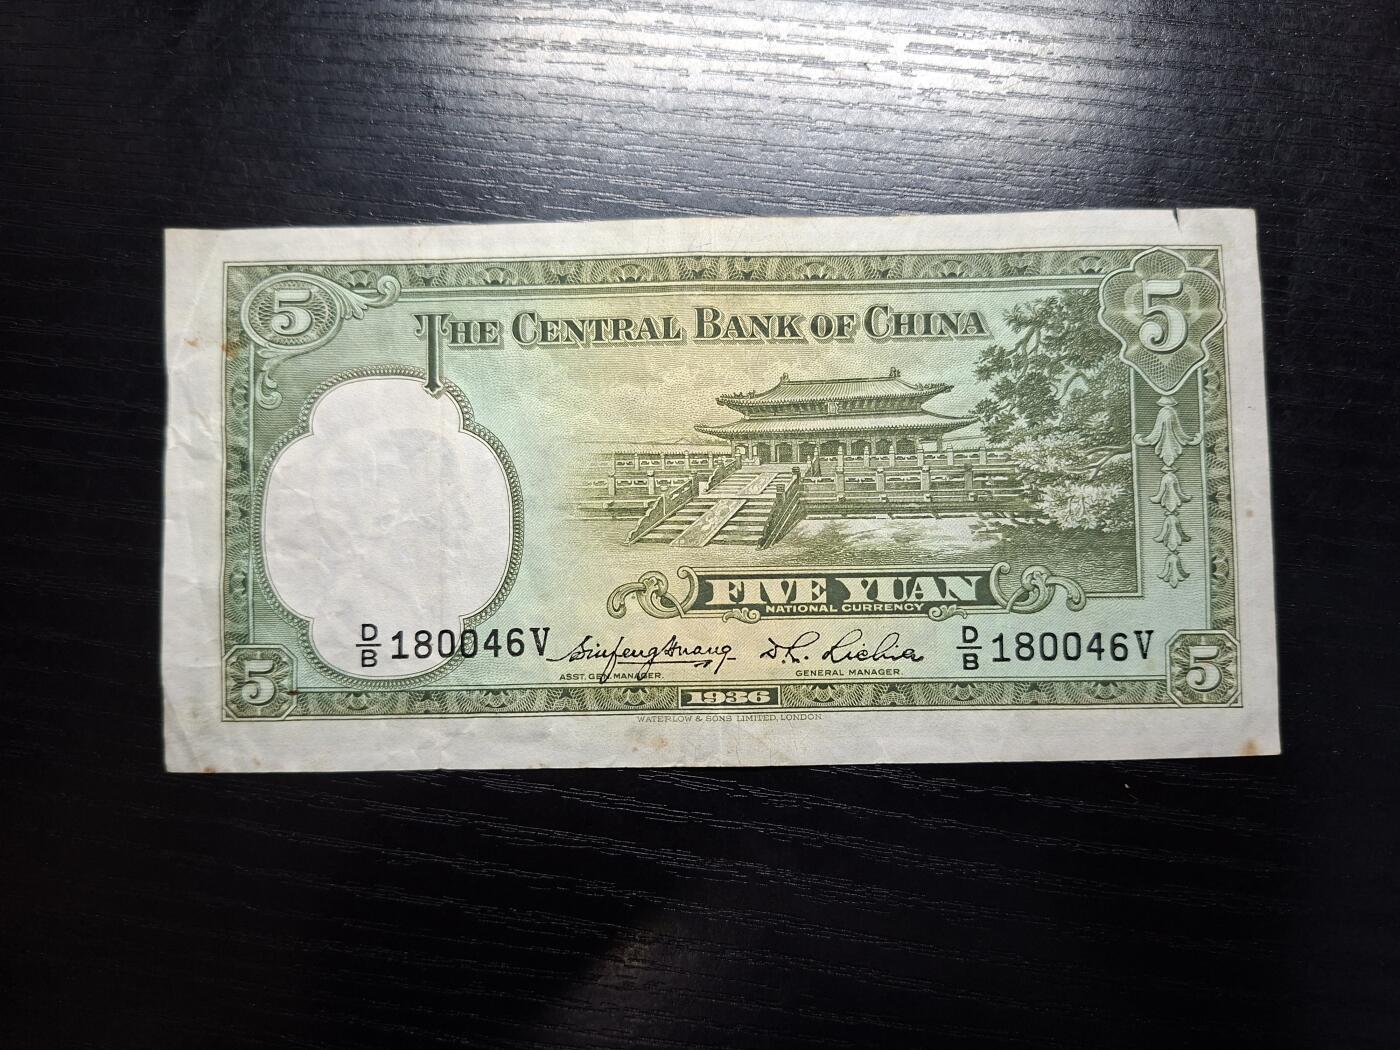 5 5
THE CENTRAL BANK OF CHINA
FIVE YUAN
NATIONAL CURRENCY
D/B 180046V D/B 180046V
ASST. GEN. MANAGER. GENERAL MANAGER.
5 1936 5
WATERLOW & SONS LIMITED, LONDON.